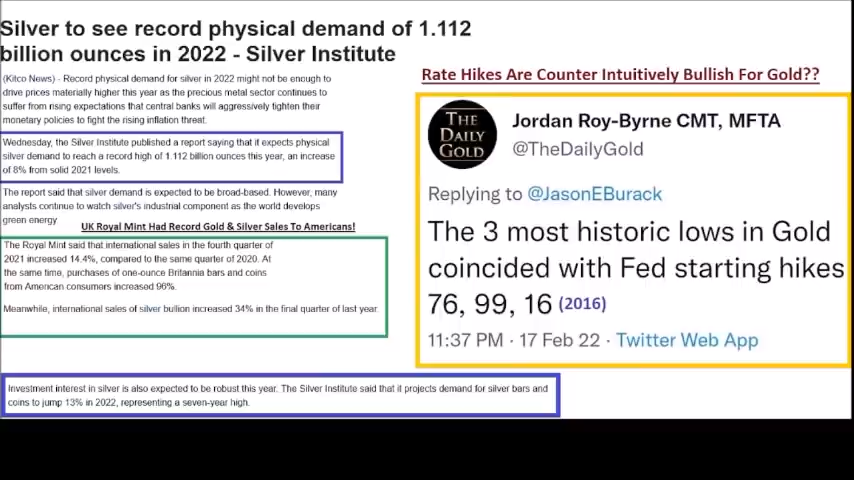 Silver to see record physical demand of 1.112
billion ounces in 2022 - Silver Institute
(Kitco News) - Record physical demand for silver in 2022 might not be enough to
drive prices materially higher this year as the precious metal sector continues to
suffer from rising expectations that central banks will aggressively tighten their
monetary policies to fight the rising inflation threat.
Wednesday, the Silver Institute published a report saying that it expects physical
silver demand to reach a record high of 1.112 billion ounces this year, an increase
of 8% from solid 2021 levels.
The report said that silver demand is expected to be broad-based. However, many
analysts continue to watch silver's industrial component as the world develops
green energy
UK Royal Mint Had Record Gold & Silver Sales To Americans!
The Royal Mint said that international sales in the fourth quarter of
2021 increased 14.4%, compared to the same quarter of 2020. At
the same time, purchases of one-ounce Britannia bars and coins
from American consumers increased 96%.
Meanwhile, international sales of silver bullion increased 34% in the final quarter of last year.
Investment interest in silver is also expected to be robust this year. The Silver Institute said that it projects demand for silver bars and
coins to jump 13% in 2022, representing a seven-year high.
Rate Hikes Are Counter Intuitively Bullish For Gold??
THE
DAILY
GOLD
Jordan Roy-Byrne CMT, MFTA
@TheDailyGold
Replying to @JasonEBurack
The 3 most historic lows in Gold
coincided with Fed starting hikes
76, 99, 16 (2016)
11:37 PM · 17 Feb 22 · Twitter Web App